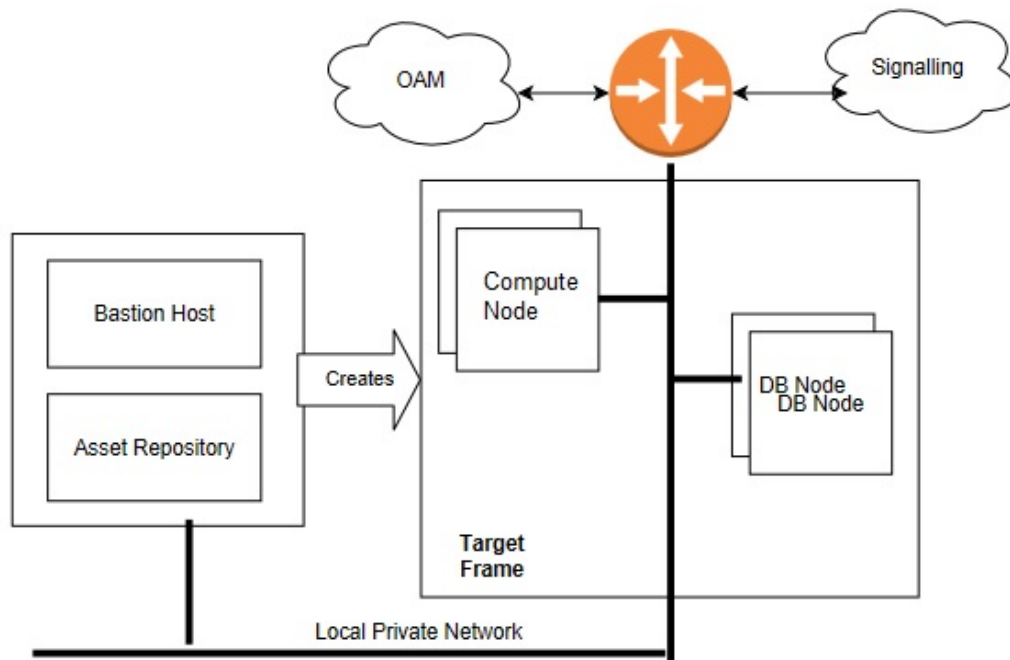 OAM
Signalling
Compute
Node
Bastion Host
Creates
DB Node
DB Node
Asset Repository
Target
Frame
Local Private Network